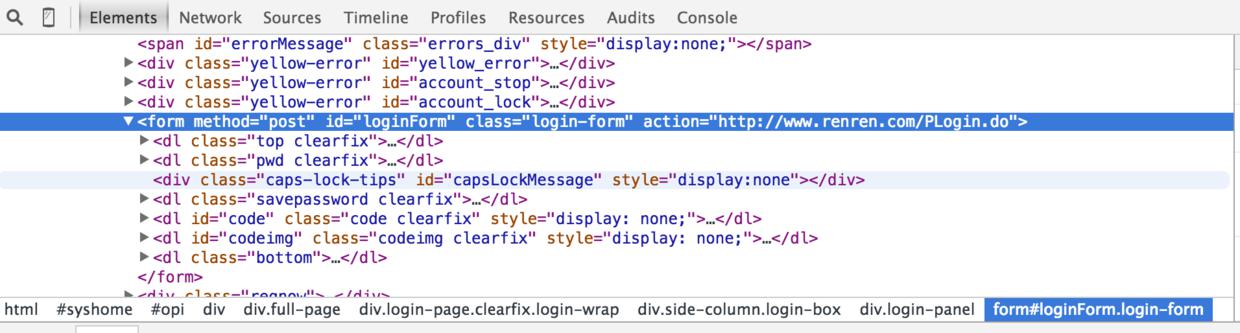 Elements Network Sources Timeline Profiles Resources Audits Console
<span id="errorMessage" class="errors_div" style="display:none;"></span>
▶<div class="yellow-error" id="yellow_error">…</div>
▶<div class="yellow-error" id="account_stop">…</div>
▶<div class="yellow-error" id="account_lock">…</div>
▼<form method="post" id="loginForm" class="login-form" action="http://www.renren.com/PLogin.do">
▶<dl class="top clearfix">…</dl>
▶<dl class="pwd clearfix">…</dl>
<div class="caps-lock-tips" id="capsLockMessage" style="display:none"></div>
▶<dl class="savepassword clearfix">…</dl>
▶<dl id="code" class="code clearfix" style="display: none;">…</dl>
▶<dl id="codeimg" class="codeimg clearfix" style="display: none;">…</dl>
▶<dl class="bottom">…</dl>
</form>
▶<div class="regnow">…</div>
html #syshome #opi div div.full-page div.login-page.clearfix.login-wrap div.side-column.login-box div.login-panel form#loginForm.login-form